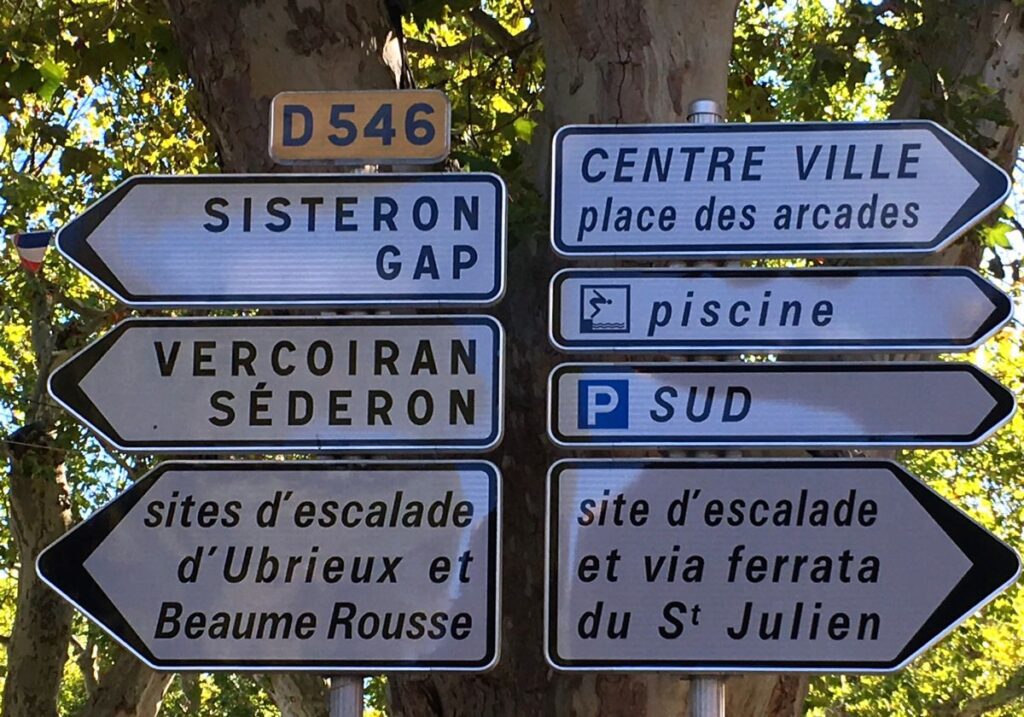 D 546
SISTERON
GAP
VERCOIRAN
SÉDERON
sites d'escalade
d'Ubrieux et
Beaume Rousse
CENTRE VILLE
place des arcades
piscine
P SUD
site d'escalade
et via ferrata
du St Julien